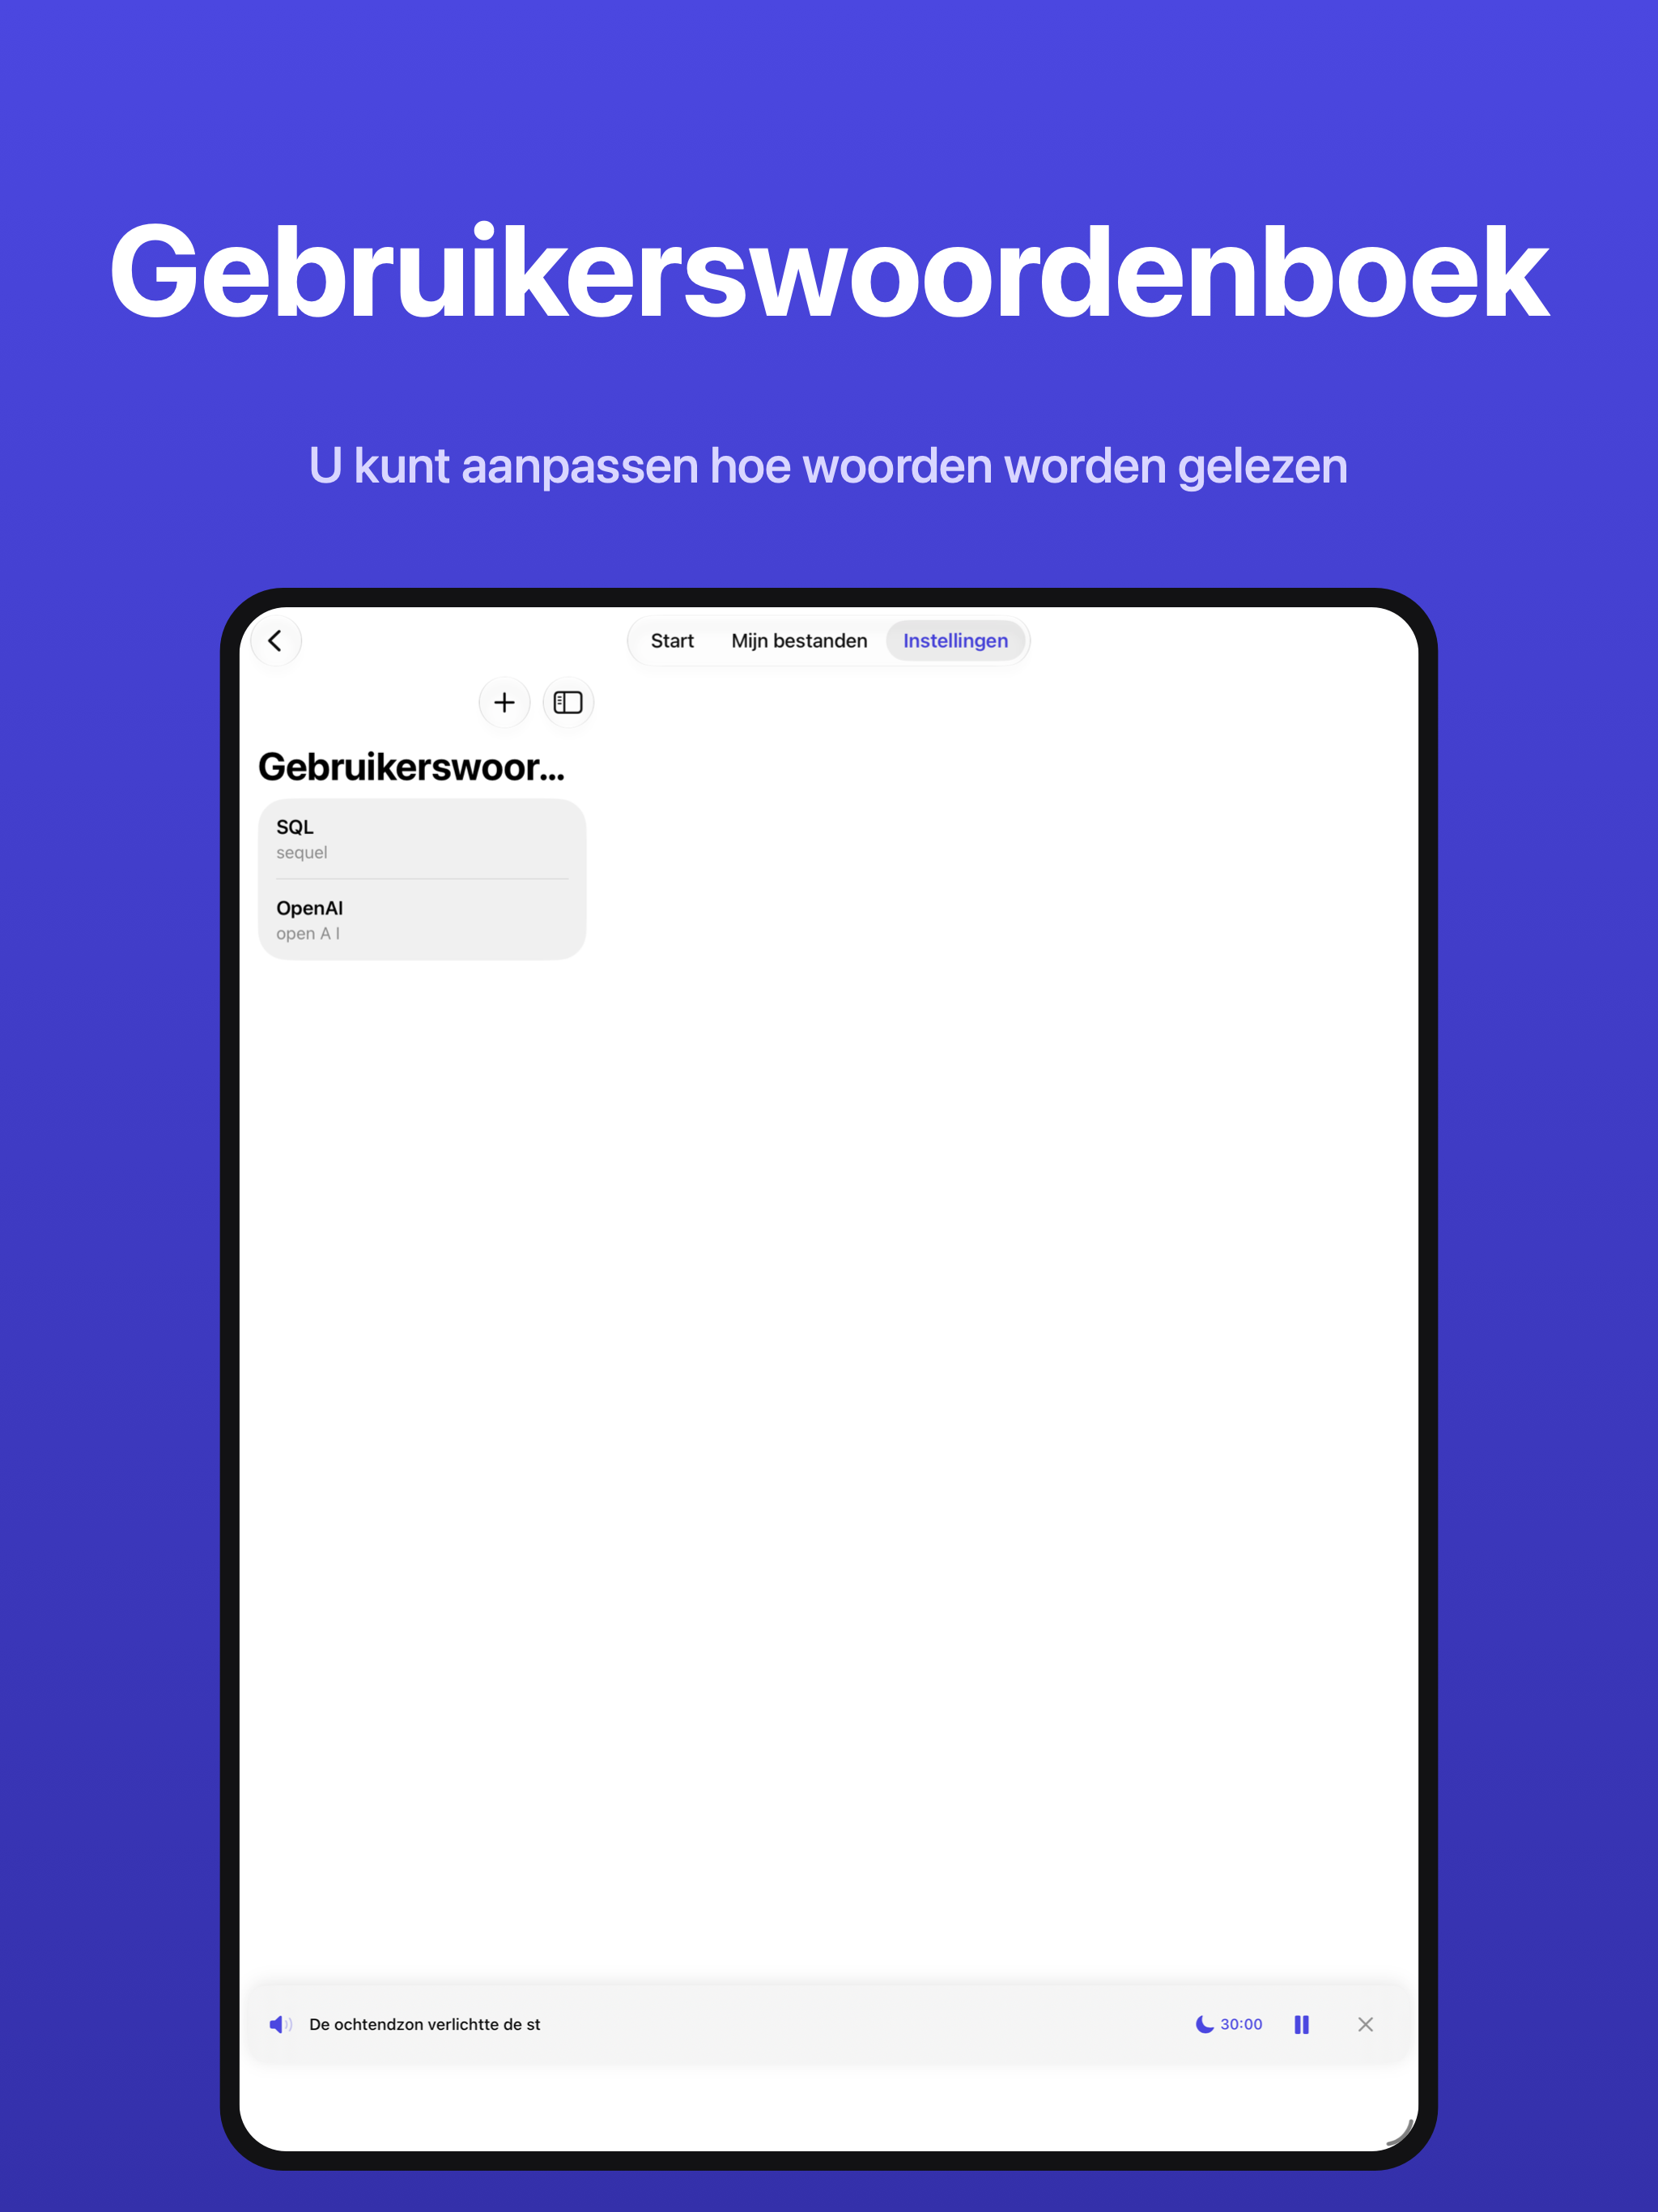 Gebruikerswoordenboek
U kunt aanpassen hoe woorden worden gelezen
Start Mijn bestanden Instellingen
Gebruikerswoor...
SQL
sequel
OpenAI
open A I
De ochtendzon verlichtte de st 30:00